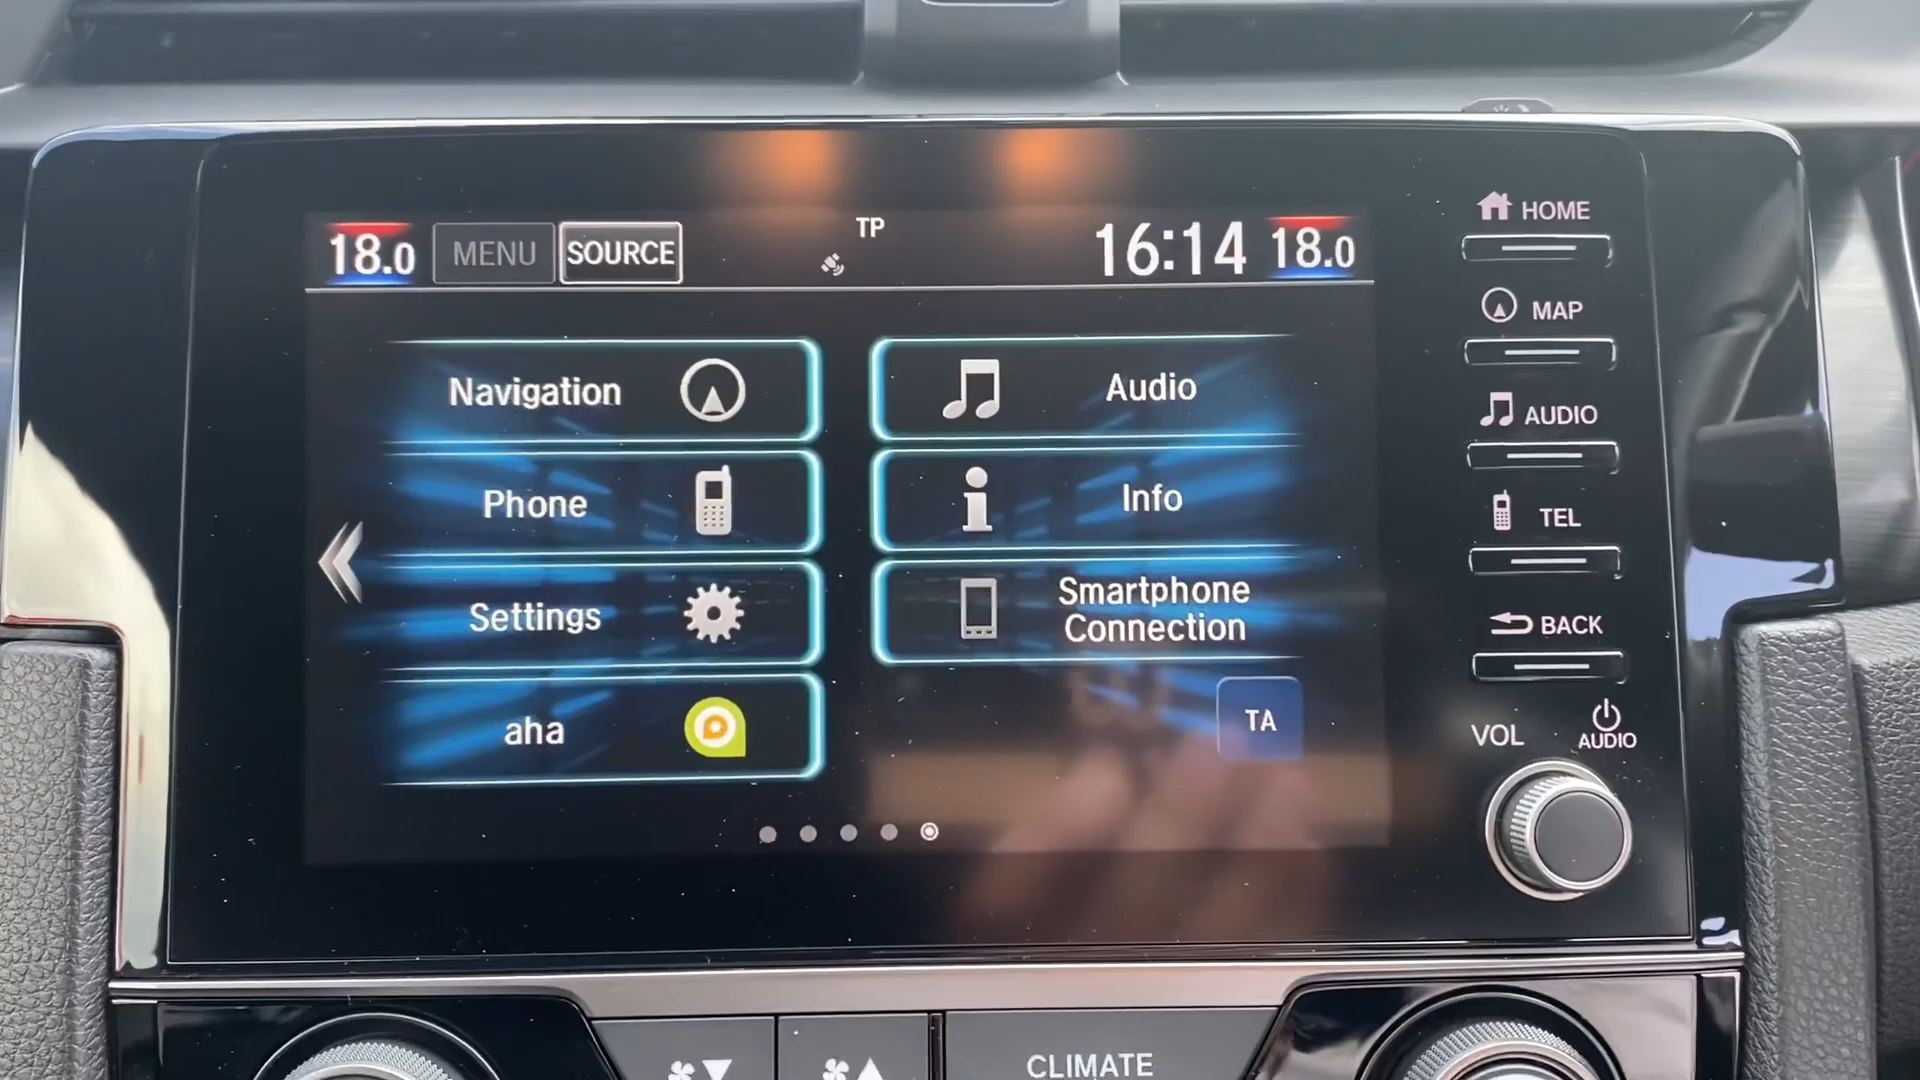 18.0 MENU SOURCE TP 16:14 18.0
Navigation
Audio
Phone
Info
Settings
Smartphone
Connection
aha
TA
HOME
MAP
AUDIO
TEL
BACK
VOL
AUDIO
CLIMATE